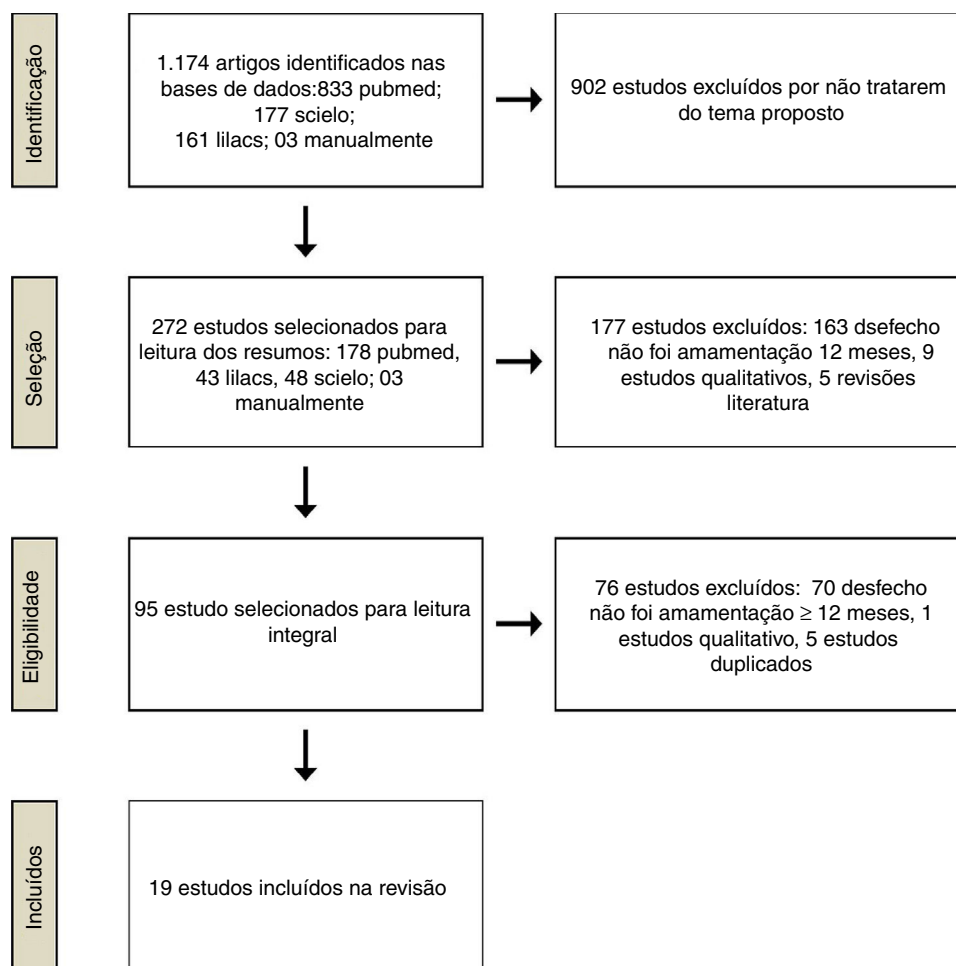 Identificação
1.174 artigos identificados nas
bases de dados:833 pubmed;
177 scielo;
161 lilacs; 03 manualmente
902 estudos excluídos por não tratarem
do tema proposto
Seleção
272 estudos selecionados para
leitura dos resumos: 178 pubmed,
43 lilacs, 48 scielo; 03
manualmente
177 estudos excluídos: 163 dsefecho
não foi amamentação 12 meses, 9
estudos qualitativos, 5 revisões
literatura
Eligibilidade
95 estudo selecionados para leitura
integral
76 estudos excluídos: 70 desfecho
não foi amamentação ≥ 12 meses, 1
estudos qualitativo, 5 estudos
duplicados
Incluídos
19 estudos incluídos na revisão